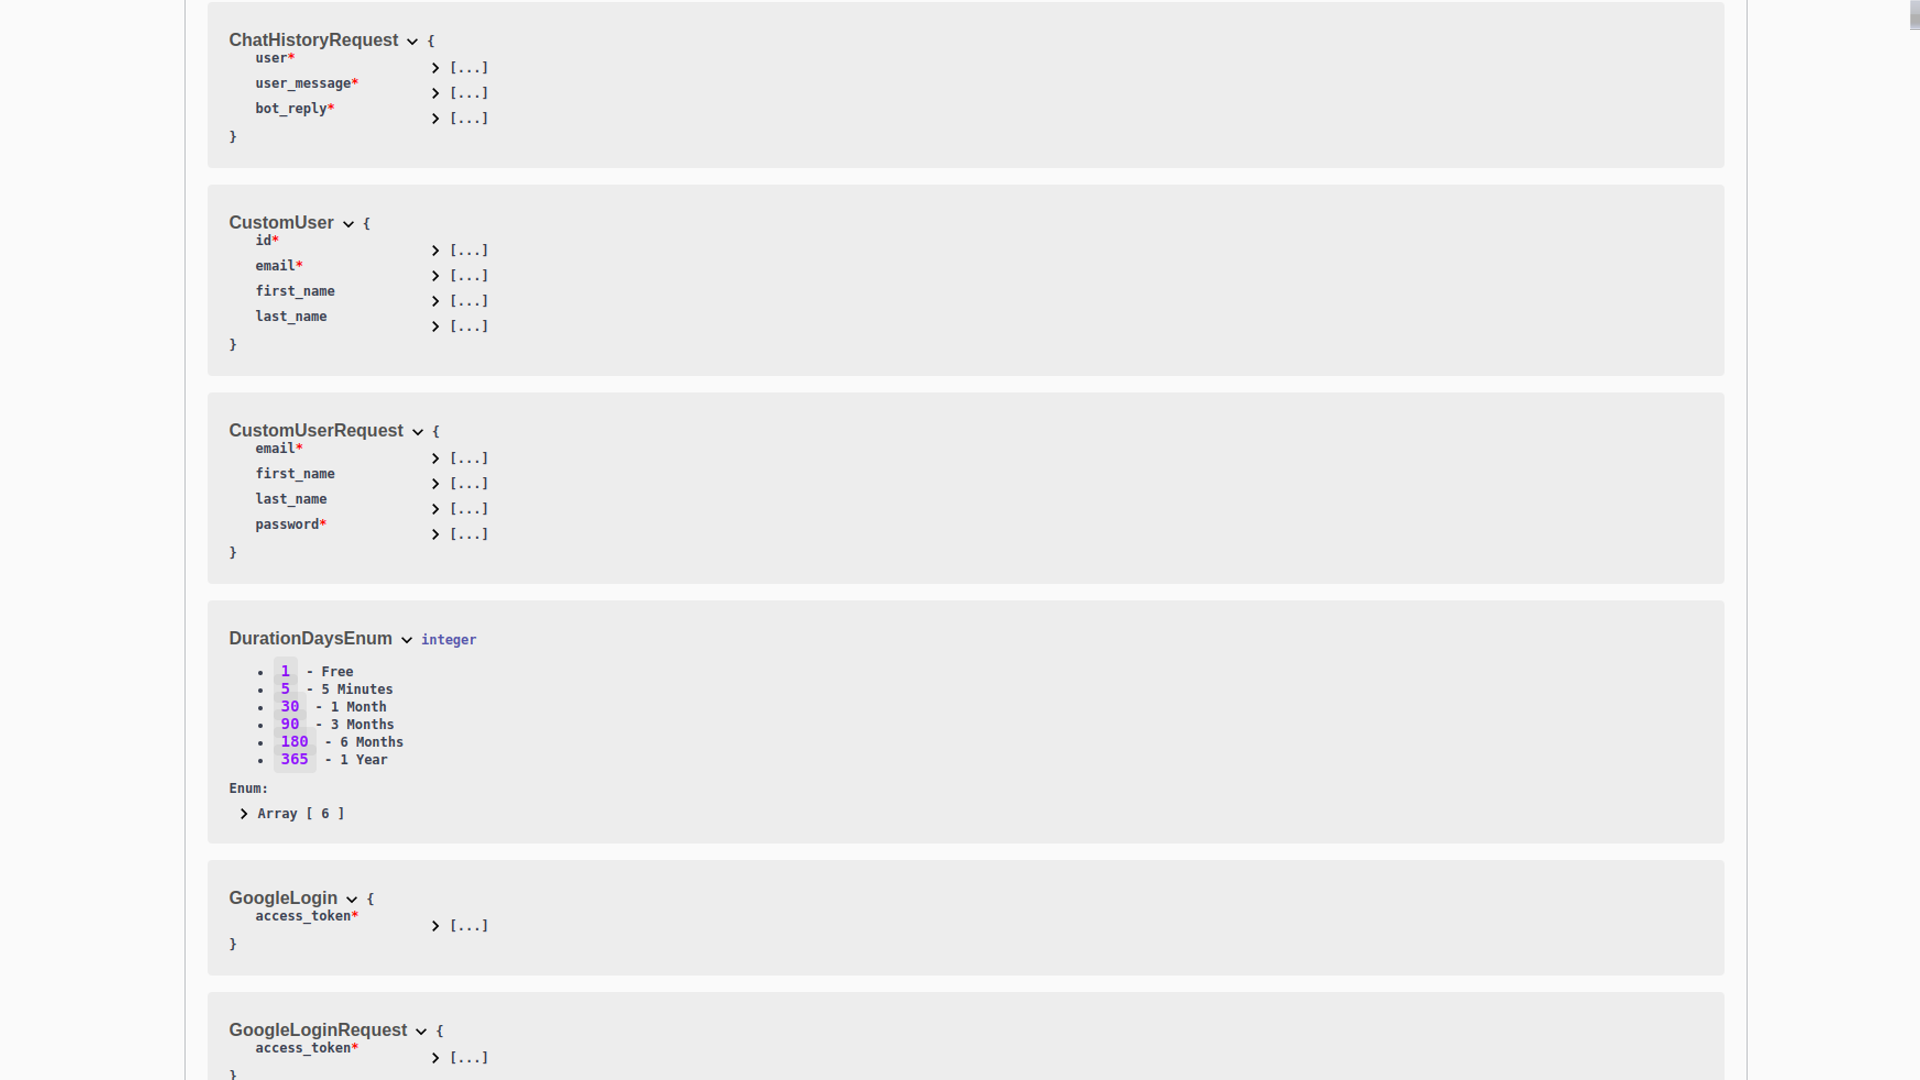 ChatHistoryRequest {
user* [...]
user_message* [...]
bot_reply* [...]
}
CustomUser {
id* [...]
email* [...]
first_name [...]
last_name [...]
}
CustomUserRequest {
email* [...]
first_name [...]
last_name [...]
password* [...]
}
DurationDaysEnum integer
• 1 - Free
• 5 - 5 Minutes
• 30 - 1 Month
• 90 - 3 Months
• 180 - 6 Months
• 365 - 1 Year
Enum:
Array [ 6 ]
GoogleLogin {
access_token* [...]
}
GoogleLoginRequest {
access_token* [...]
}